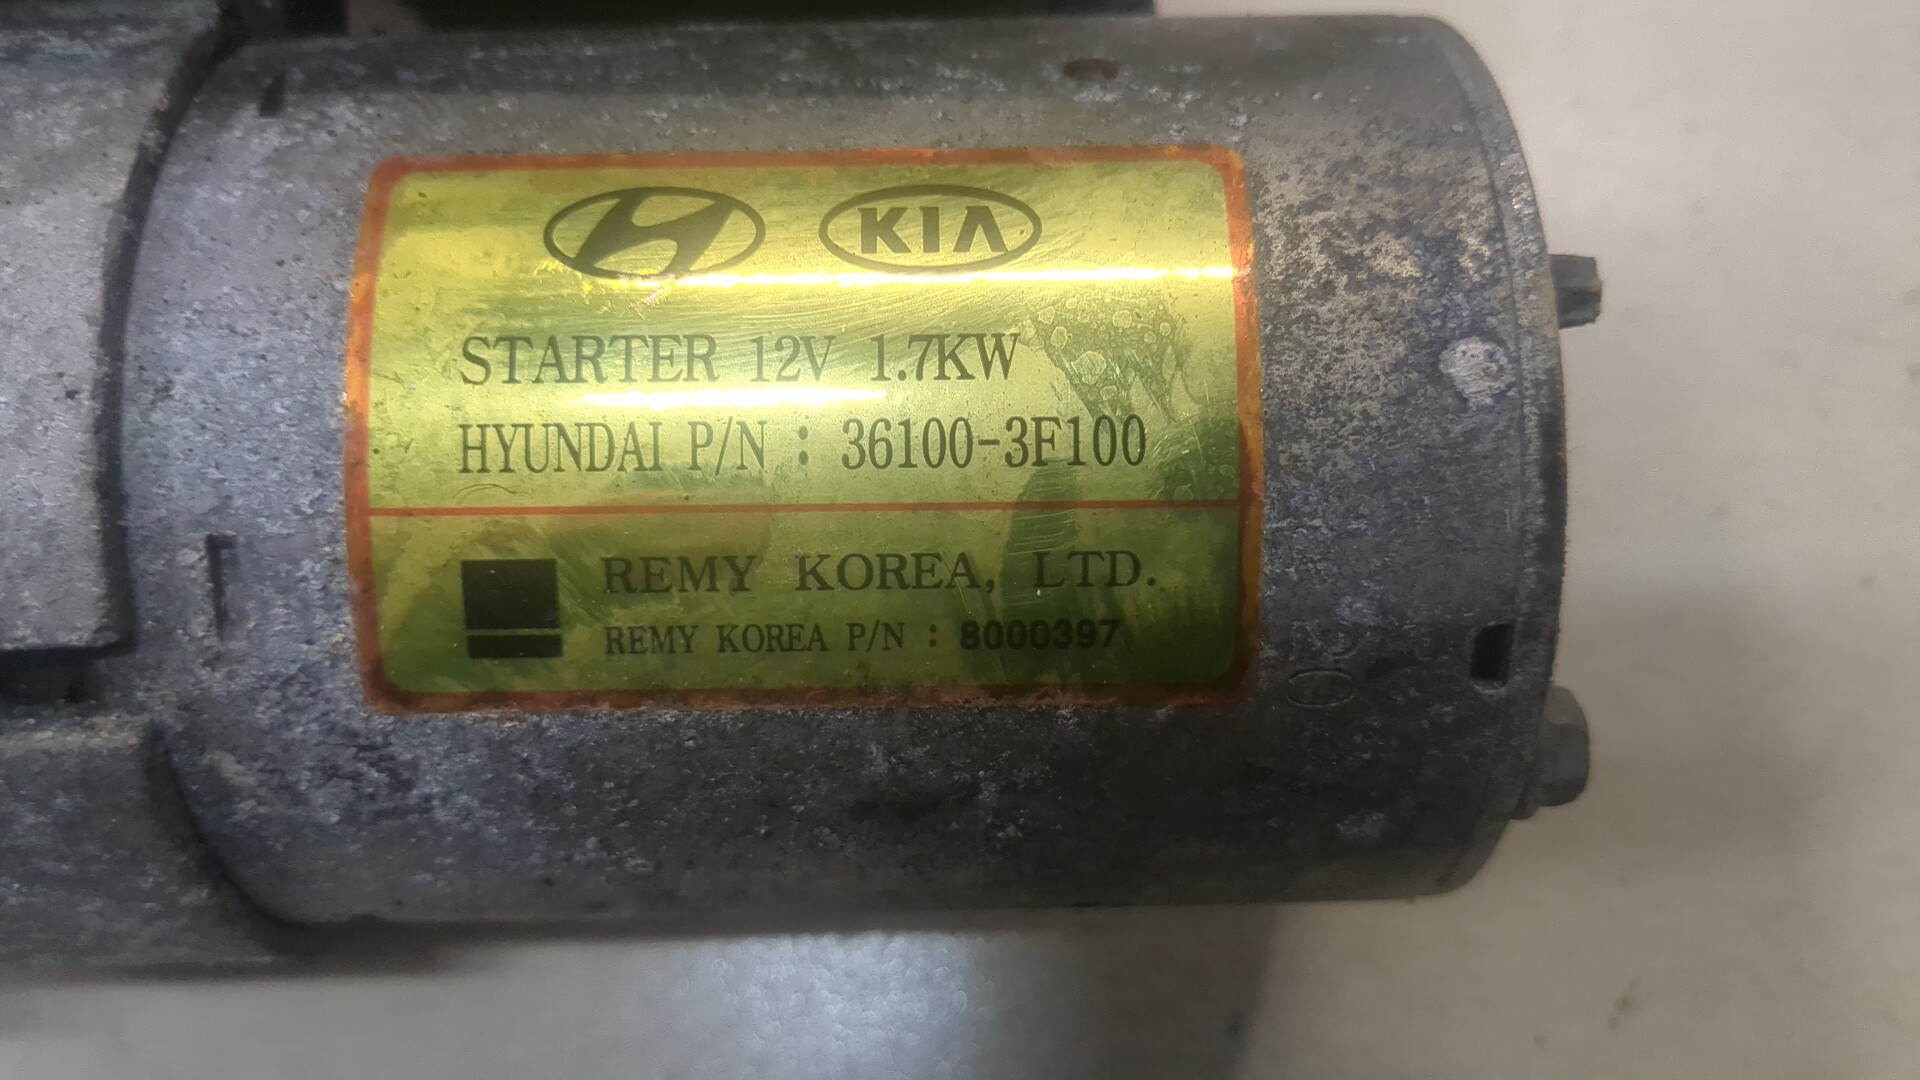 KIA
STARTER 12V 1.7KW
HYUNDAI P/N : 36100-3F100
REMY KOREA, LTD.
REMY KOREA P/N : 8000397